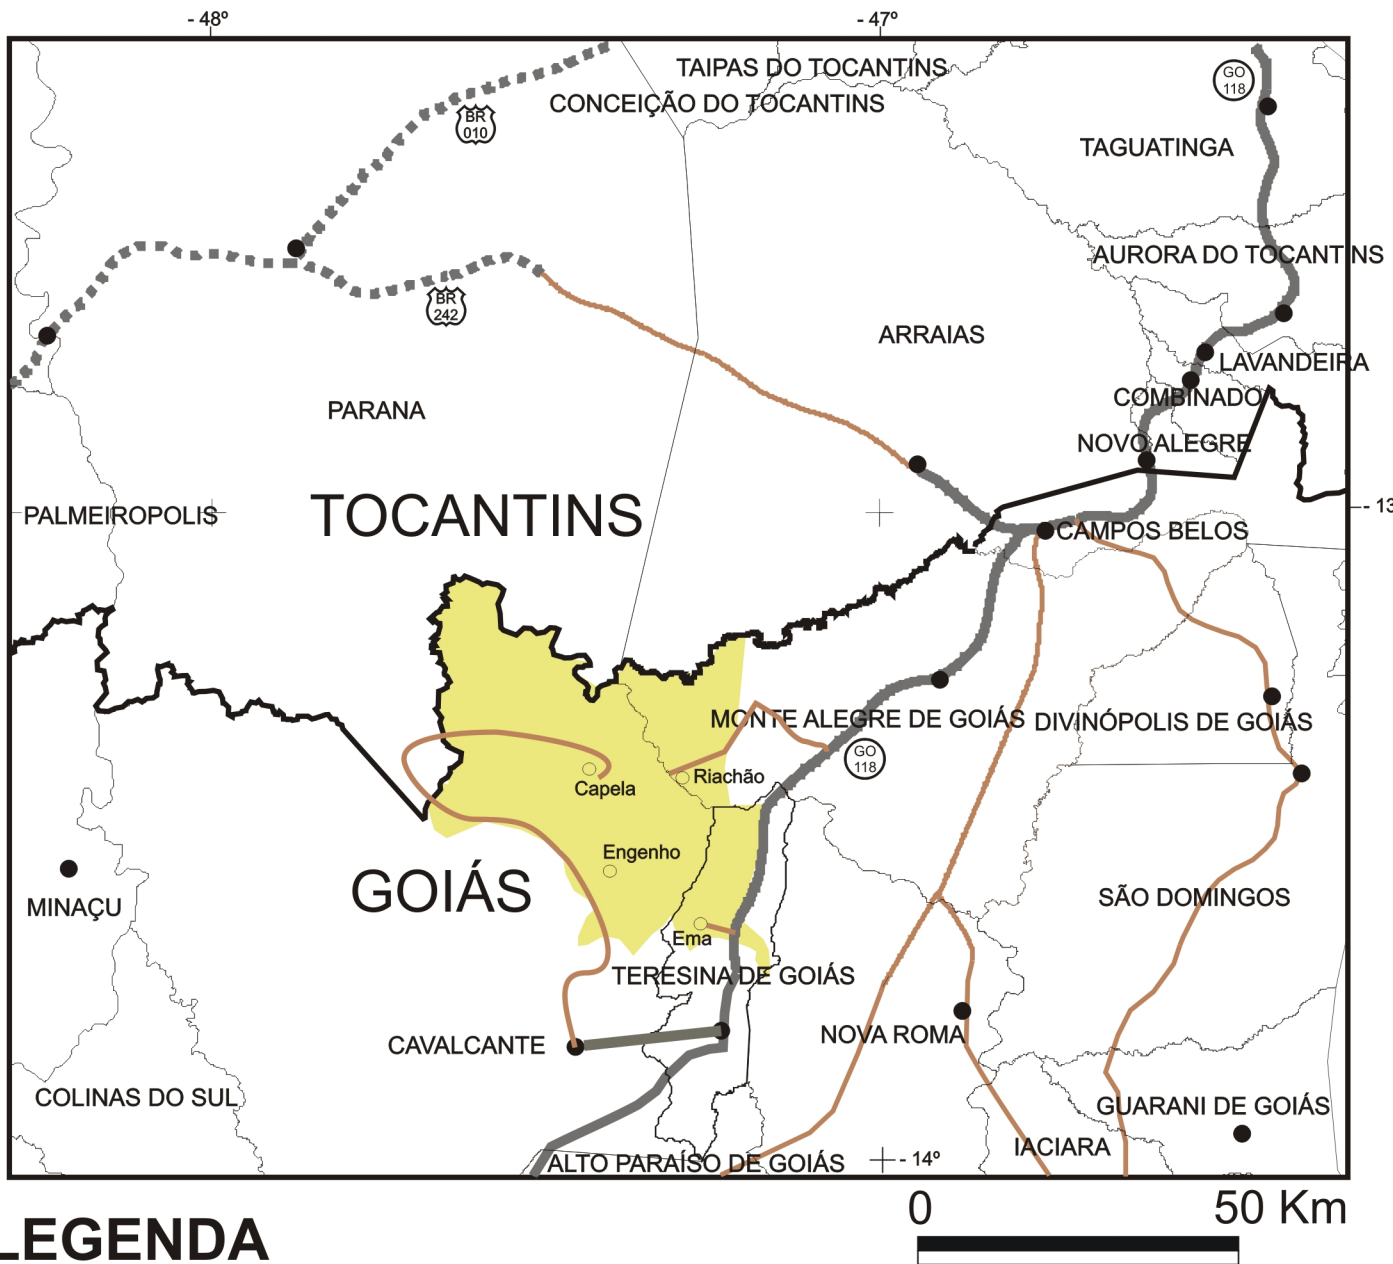 - 48º
- 47º
TAIPAS DO TOCANTINS
GO
118
CONCEIÇÃO DO TOCANTINS
BR
010
TAGUATINGA
AURORA DO TOCANTINS
BR
242
ARRAIAS
LAVANDEIRA
COMBINADO
PARANA
NOVO ALEGRE
TOCANTINS
PALMEIROPOLIS
- 13
CAMPOS BELOS
MONTE ALEGRE DE GOIÁS
DIVINÓPOLIS DE GOIÁS
GO
118
Riachão
Capela
Engenho
GOIÁS
SÃO DOMINGOS
MINAÇU
Ema
TERESINA DE GOIÁS
NOVA ROMA
CAVALCANTE
COLINAS DO SUL
GUARANI DE GOIÁS
IACIARA
ALTO PARAÍSO DE GOIÁS
- 14º
0
50 Km
LEGENDA